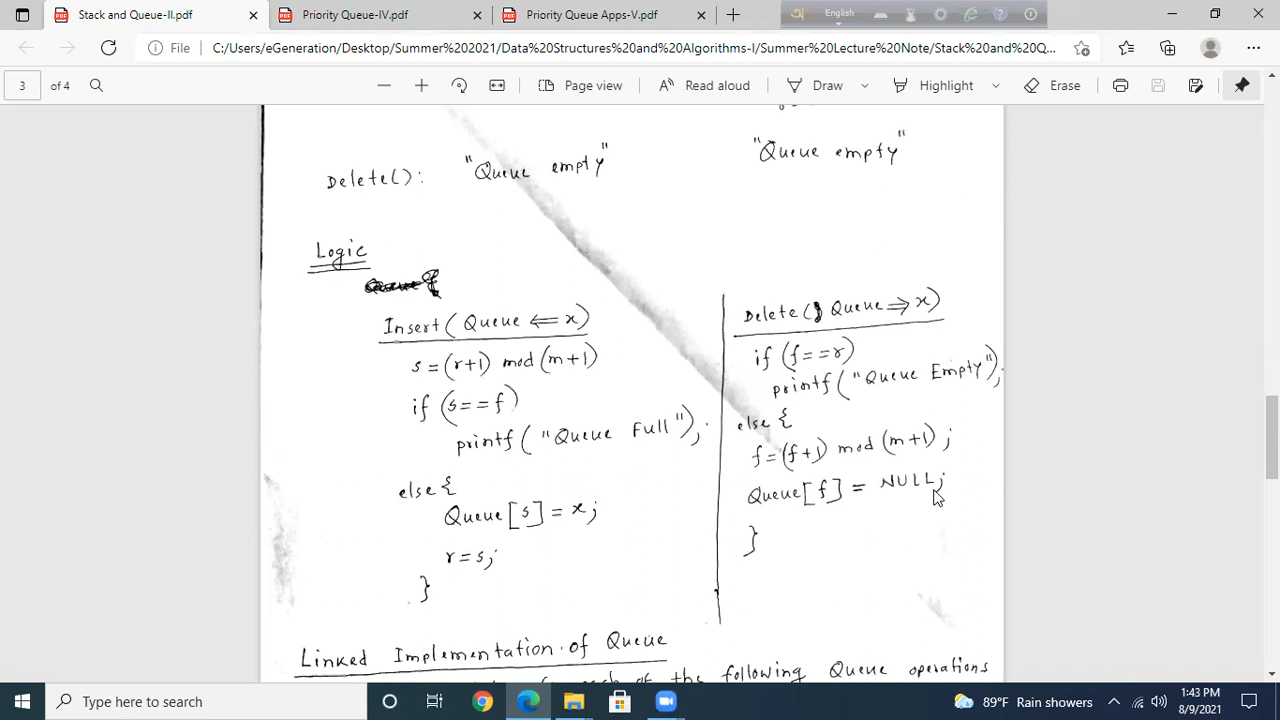 Stack and Queue-II.pdf
Priority Queue-IV.pdf
Priority Queue Apps-V.pdf
English
File
C:/Users/eGeneration/Desktop/Summer%202021/Data%20Structures%20and%20Algorithms-I/Summer%20Lecture%20Note/Stack%20and%20Q...
3 of 4
Page view
Read aloud
Draw
Highlight
Erase
Delete(): "Queue empty"
"Queue empty"
Logic
Insert(Queue ⇐ x)
s=(r+1) mod (m+1)
if (s==f)
printf("Queue Full");
else{
Queue[s] = x;
r=s;
}
Delete( Queue ⇒ x)
if (f==r)
printf("Queue Empty");
else {
f=(f+1) mod (m+1);
Queue[f] = NULL;
}
Linked Implementation of Queue
of the following Queue operations
Type here to search
89°F Rain showers
1:43 PM
8/9/2021